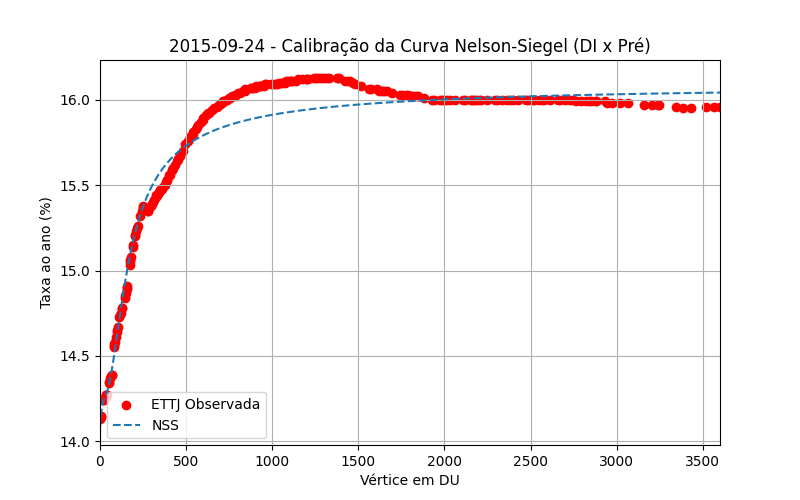 2015-09-24 - Calibração da Curva Nelson-Siegel (DI x Pré)
Taxa ao ano (%)
16.0
15.5
15.0
14.5
14.0
ETTJ Observada
NSS
0 500 1000 1500 2000 2500 3000 3500
Vértice em DU